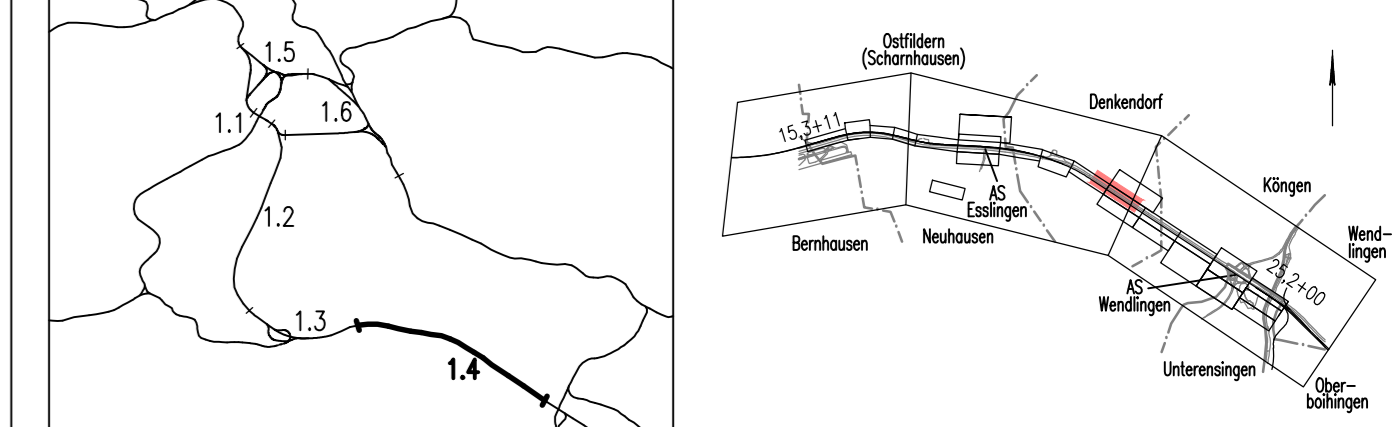 1.5
1.6
1.1
1.2
1.3
1.4
Ostfildern
(Scharnhausen)
Denkendorf
15,3+11
Köngen
AS
Esslingen
Wend-
lingen
Bernhausen
Neuhausen
25,2+00
AS
Wendlingen
Unterensingen
Ober-
boihingen